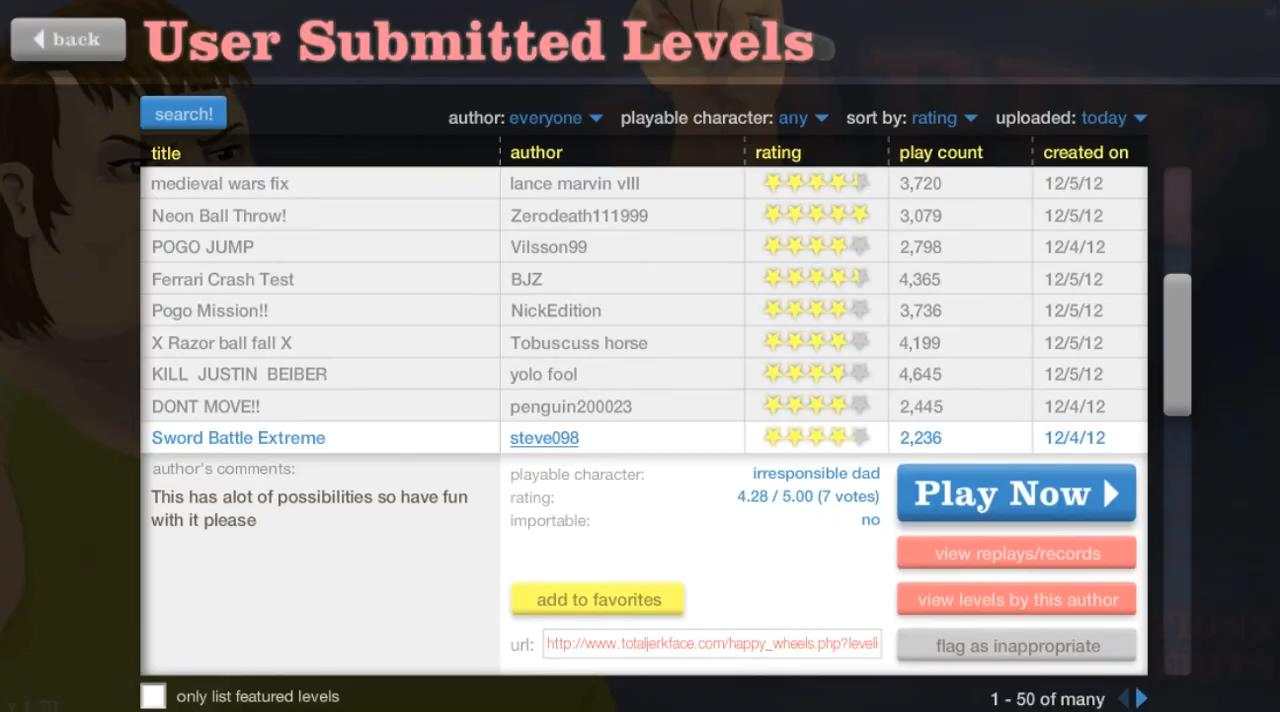 back
User Submitted Levels
search!
author: everyone playable character: any sort by: rating uploaded: today
title author rating play count created on
medieval wars fix lance marvin vIII 3,720 12/5/12
Neon Ball Throw! Zerodeath111999 3,079 12/5/12
POGO JUMP Vilsson99 2,798 12/4/12
Ferrari Crash Test BJZ 4,365 12/5/12
Pogo Mission!! NickEdition 3,736 12/5/12
X Razor ball fall X Tobuscuss horse 4,199 12/5/12
KILL JUSTIN BEIBER yolo fool 4,645 12/5/12
DONT MOVE!! penguin200023 2,445 12/4/12
Sword Battle Extreme steve098 2,236 12/4/12
author's comments:
This has alot of possibilities so have fun
with it please
playable character: irresponsible dad
rating: 4.28 / 5.00 (7 votes)
importable: no
add to favorites
url: http://www.totaljerkface.com/happy_wheels.php?leveli
Play Now
view replays/records
view levels by this author
flag as inappropriate
only list featured levels
1 - 50 of many